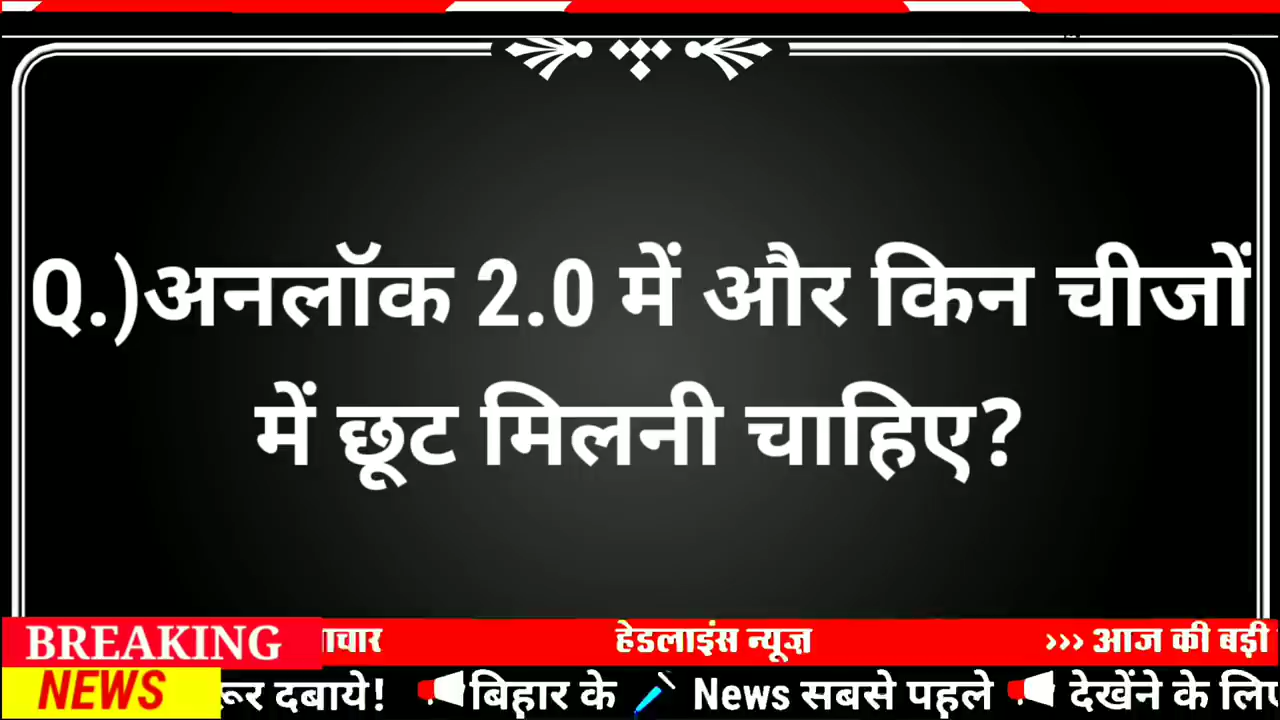 Q.)अनलॉक 2.0 में और किन चीजों
में छूट मिलनी चाहिए?
BREAKING
NEWS
हेडलाइंस न्यूज़ ››› आज की बड़ी
दबाये! बिहार के News सबसे पहले देखेंने के